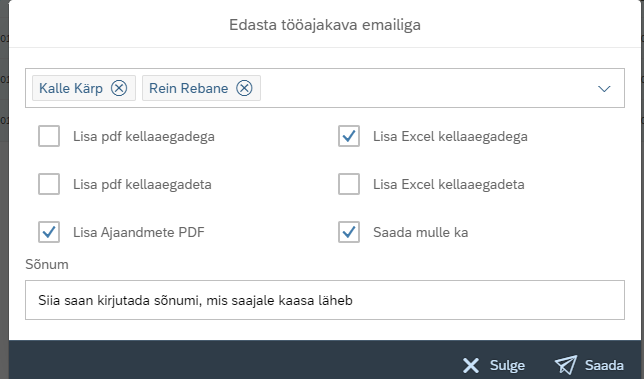 Edasta tööajakava emailiga
Kalle Kärp Rein Rebane
Lisa pdf kellaaegadega Lisa Excel kellaaegadega
Lisa pdf kellaaegadeta Lisa Excel kellaaegadeta
Lisa Ajaandmete PDF Saada mulle ka
Sõnum
Siia saan kirjutada sõnumi, mis saajale kaasa läheb
Sulge Saada